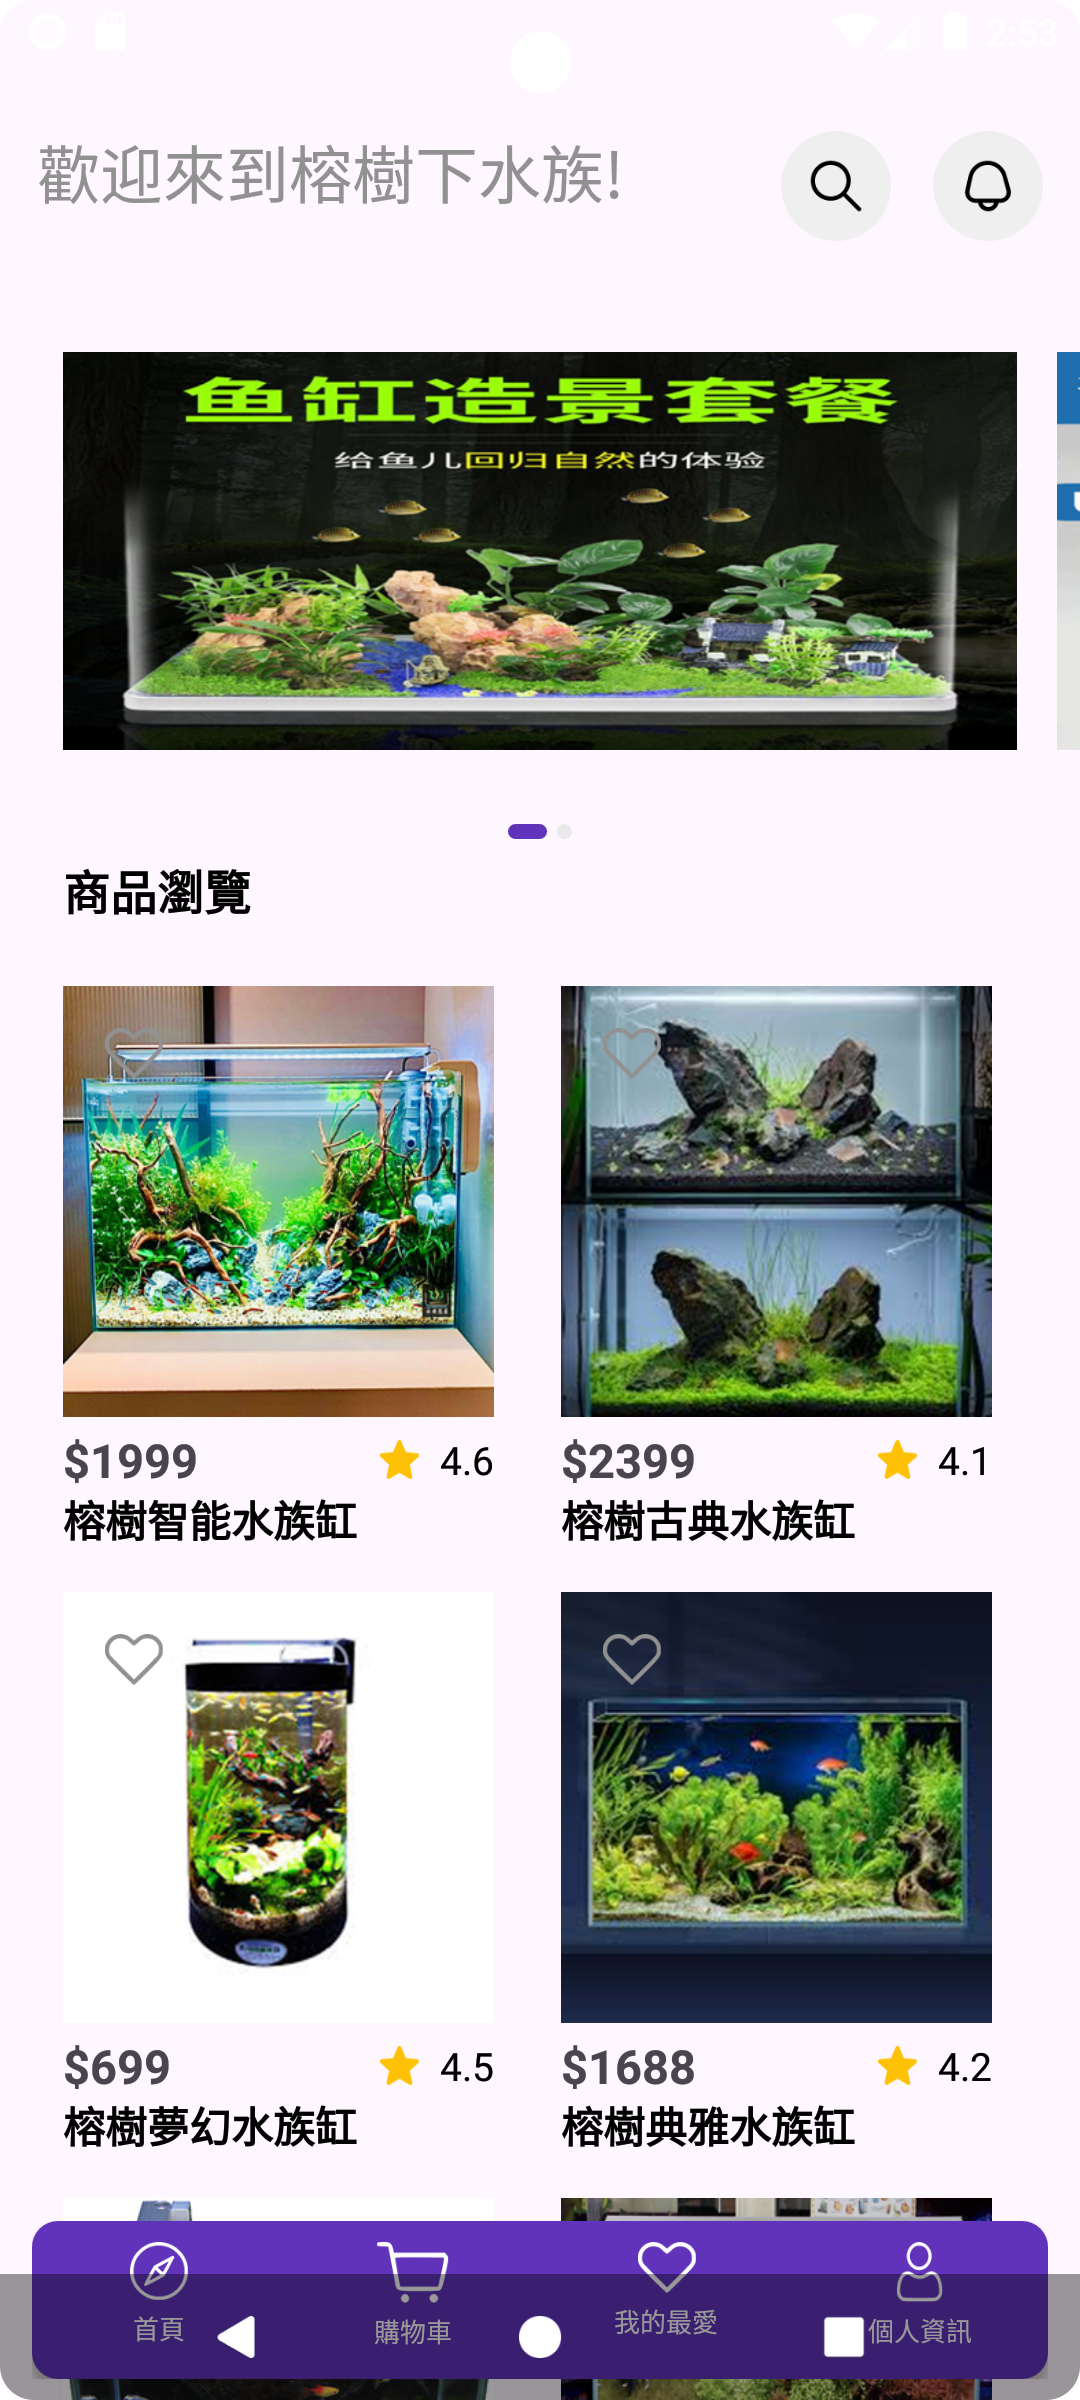 2:53
歡迎來到榕樹下水族!
鱼缸造景套餐
给鱼儿回归自然的体验
商品瀏覽
$1999 4.6
榕樹智能水族缸
$2399 4.1
榕樹古典水族缸
$699 4.5
榕樹夢幻水族缸
$1688 4.2
榕樹典雅水族缸
首頁
購物車
我的最愛
個人資訊